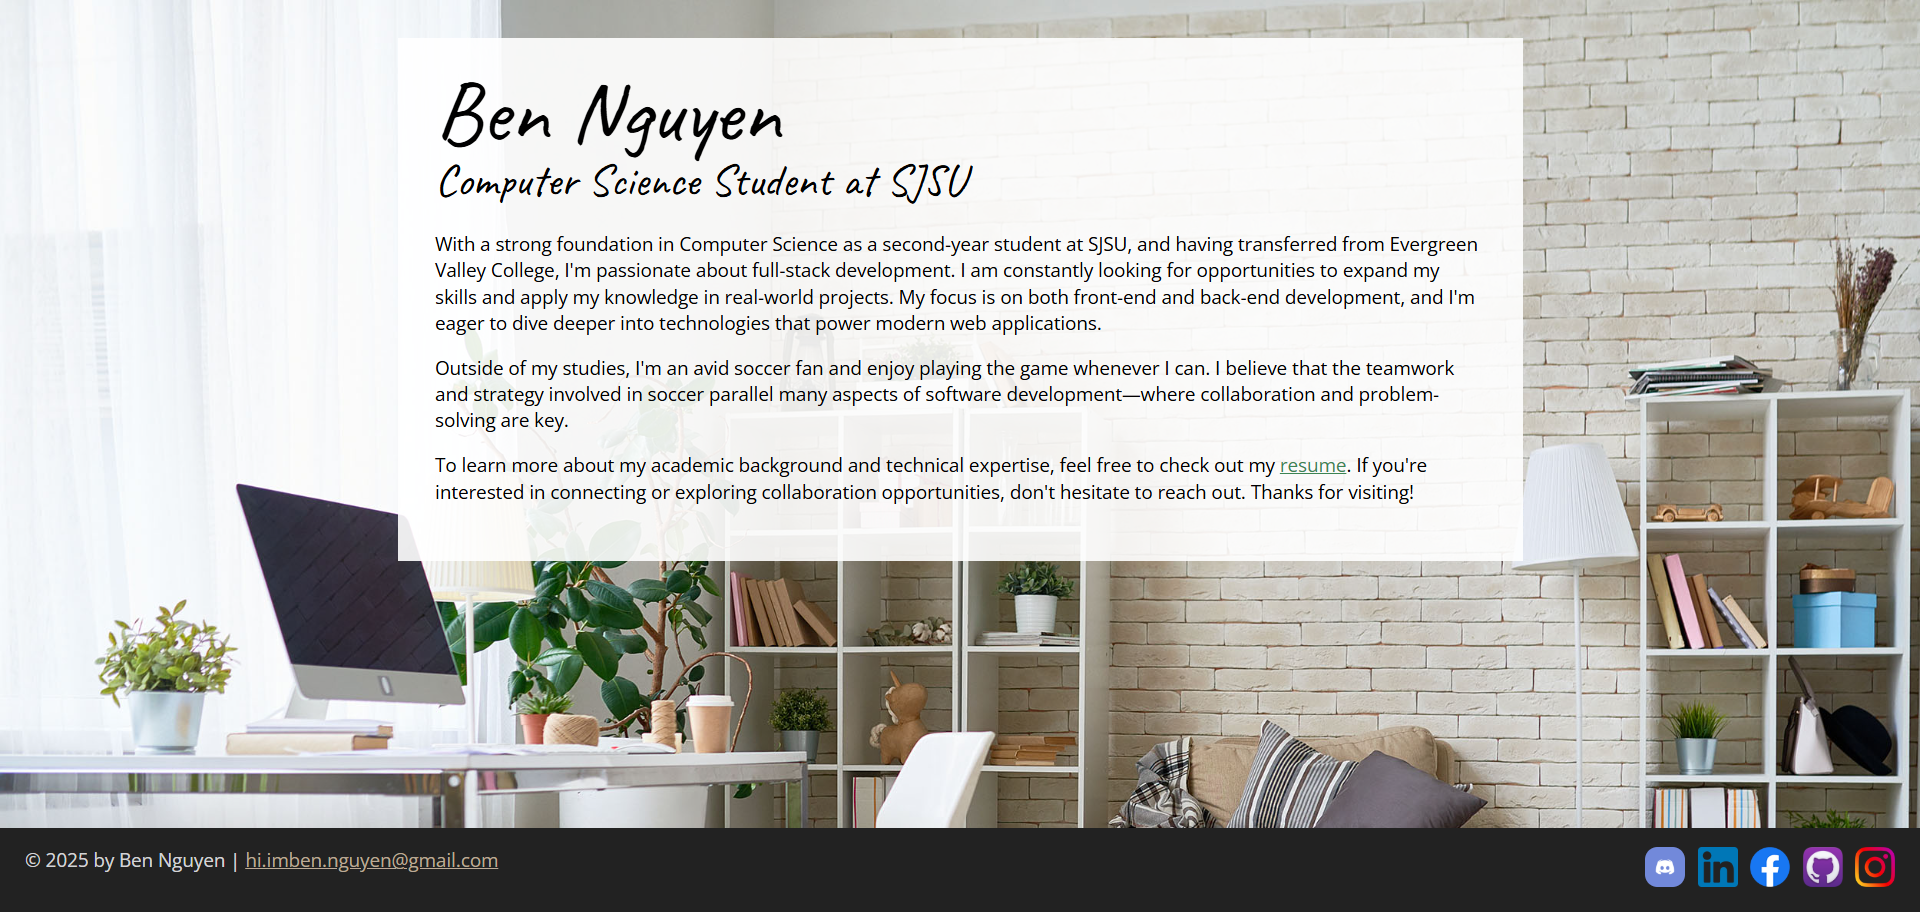 Ben Nguyen
Computer Science Student at SJSU
With a strong foundation in Computer Science as a second-year student at SJSU, and having transferred from Evergreen
Valley College, I'm passionate about full-stack development. I am constantly looking for opportunities to expand my
skills and apply my knowledge in real-world projects. My focus is on both front-end and back-end development, and I'm
eager to dive deeper into technologies that power modern web applications.
Outside of my studies, I'm an avid soccer fan and enjoy playing the game whenever I can. I believe that the teamwork
and strategy involved in soccer parallel many aspects of software development—where collaboration and problem-
solving are key.
To learn more about my academic background and technical expertise, feel free to check out my resume. If you're
interested in connecting or exploring collaboration opportunities, don't hesitate to reach out. Thanks for visiting!
© 2025 by Ben Nguyen | hi.imben.nguyen@gmail.com
in